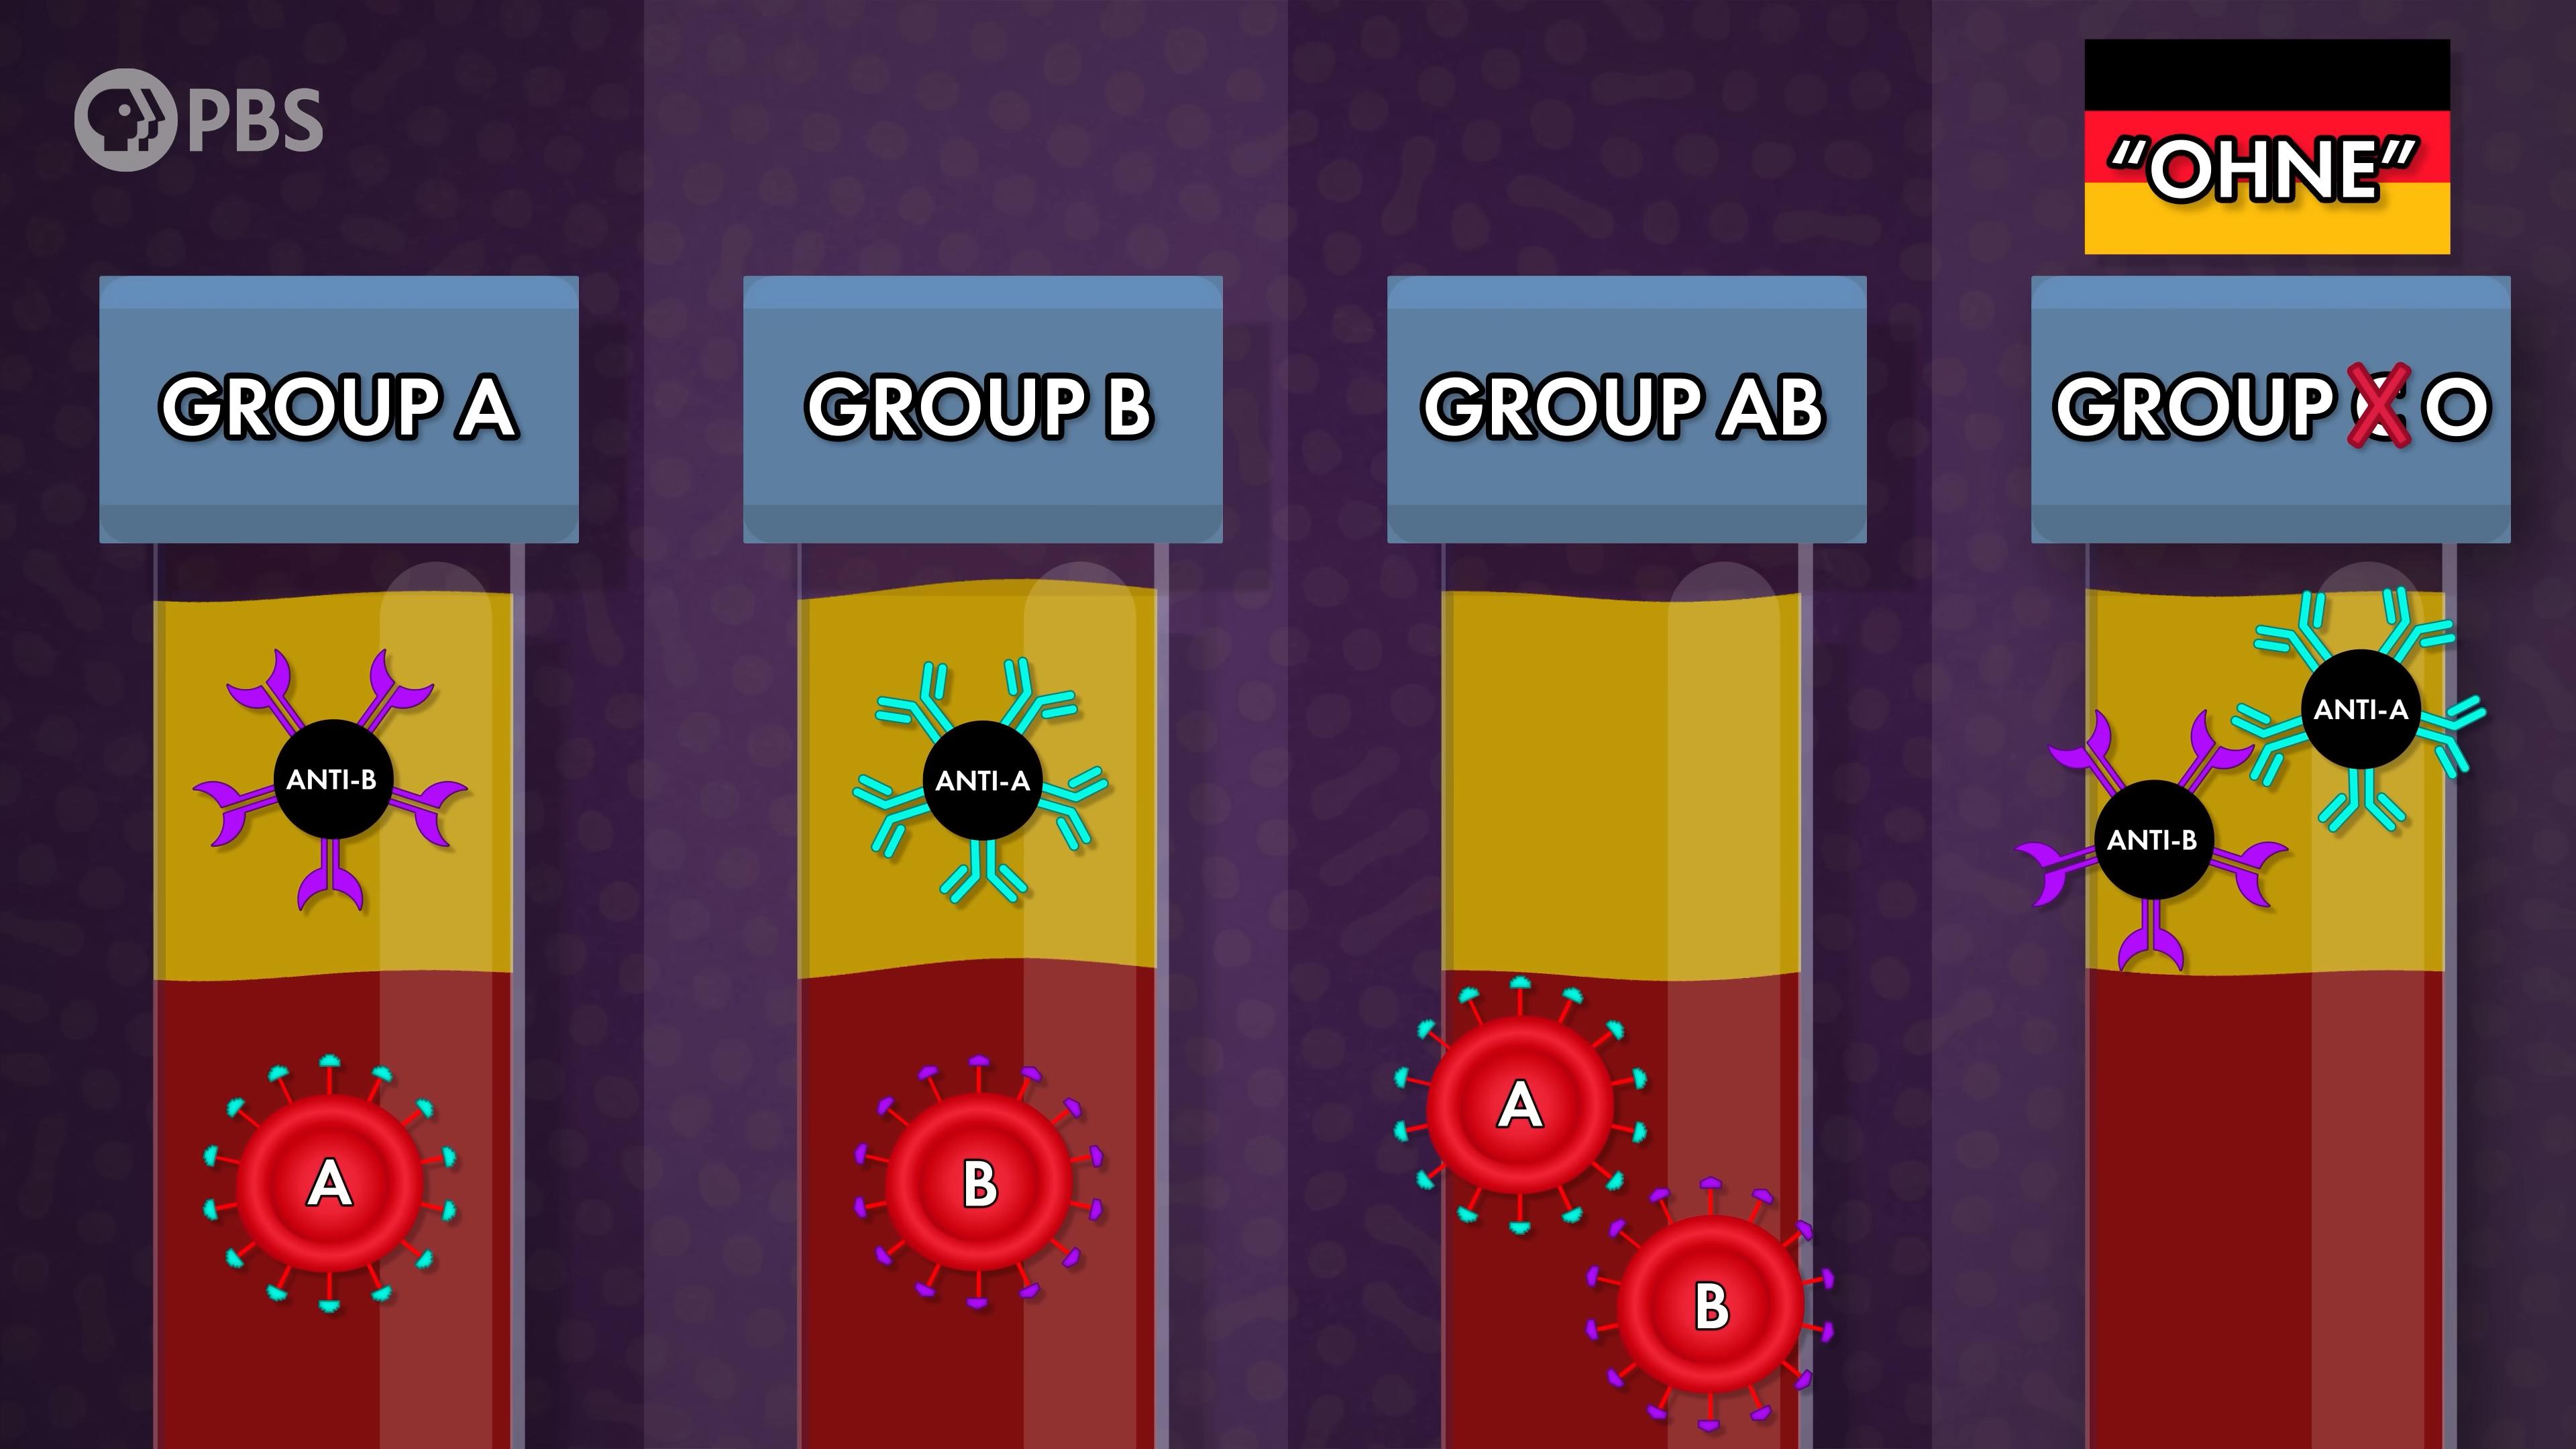 PBS
“OHNE”
GROUP A
GROUP B
GROUP AB
GROUP C O
ANTI-B
ANTI-A
ANTI-A
ANTI-B
A
B
A
B